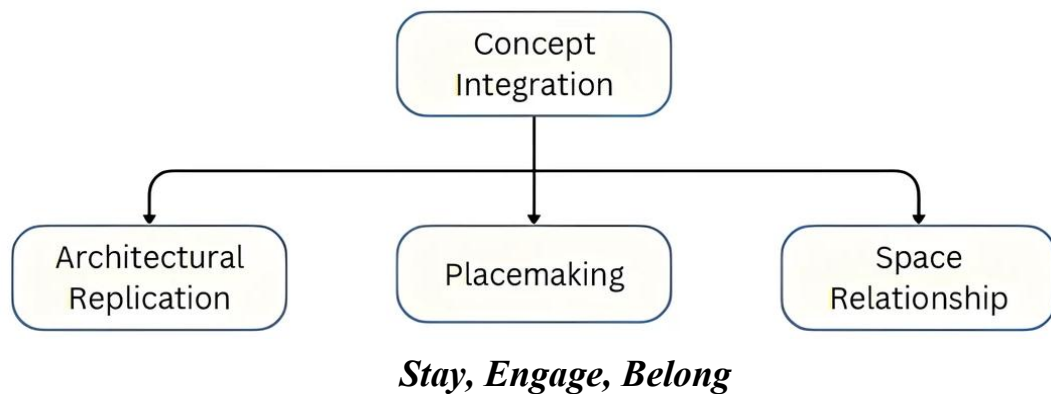 Concept
Integration
Architectural
Replication
Placemaking
Space
Relationship
Stay, Engage, Belong